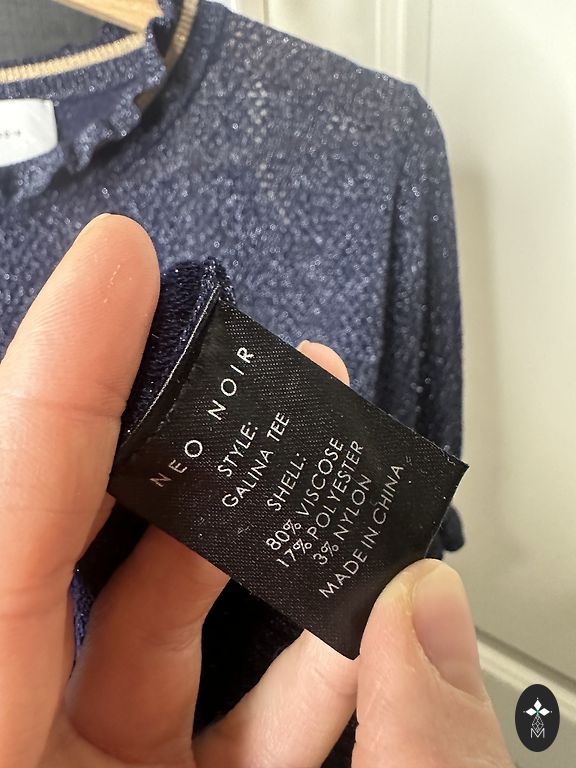 NEO NOIR
STYLE:
GALINA TEE
SHELL:
80% VISCOSE
17% POLYESTER
3% NYLON
MADE IN CHINA